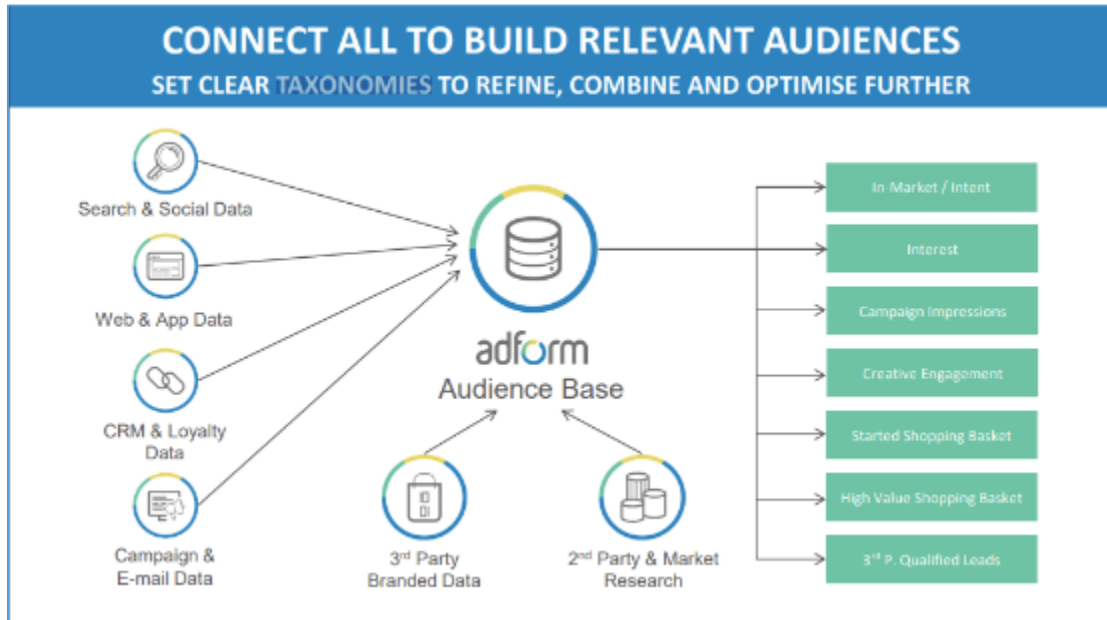 CONNECT ALL TO BUILD RELEVANT AUDIENCES
SET CLEAR TAXONOMIES TO REFINE, COMBINE AND OPTIMISE FURTHER
Search & Social Data
Web & App Data
CRM & Loyalty
Data
Campaign &
E-mail Data
adform
Audience Base
3rd Party
Branded Data
2nd Party & Market
Research
In-Market / Intent
Interest
Campaign Impressions
Creative Engagement
Started Shopping Basket
High Value Shopping Basket
3rd P. Qualified Leads